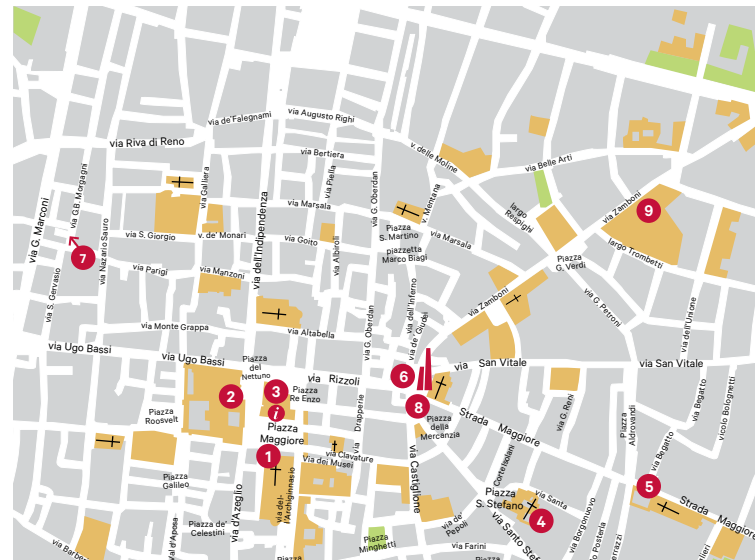 via de' Falegnami
via Augusto Righi
via Riva di Reno
via Bertiera
v. delle Moline
via Belle Arti
via G.B. Morgagni
via Galliera
via Piella
via G. Oberdan
v. Mentana
largo
Respighi
via Zamboni
9
via G. Marconi
via Nazario Sauro
via S. Giorgio
v. de' Monari
via dell'Indipendenza
via Marsala
via Goito
via Albiroli
Piazza
S. Martino
piazzetta
Marco Biagi
via Marsala
Piazza
G. Verdi
largo Trombetti
7
via S. Gervasio
via Parigi
via Manzoni
via dell'Inferno
via de' Giudei
via Zamboni
via G. Petroni
via dell'Unione
via Monte Grappa
via Altabella
via G. Oberdan
via Ugo Bassi
via Ugo Bassi
Piazza
del
Nettuno
via Rizzoli
6
via San Vitale
via San Vitale
2
3
i
Piazza
Re Enzo
8
Piazza
Roosvelt
Piazza
Maggiore
via Drapperie
Piazza
della
Mercanzia
Strada Maggiore
via G. Reni
Piazza
Aldrovandi
via Begatto
via Begatto
vicolo Bolognetti
1
via Clavature
Via dei Musei
via Castiglione
Cortelsolani
5
Strada Maggiore
Piazza
Galileo
via d'Azeglio
via del-
l'Archiginnasio
Piazza
S. Stefano
via Santa
4
via Borgonuovo
Piazza de'
Celestini
via de'
Pepoli
Piazza
Minghetti
via Farini
Piazza